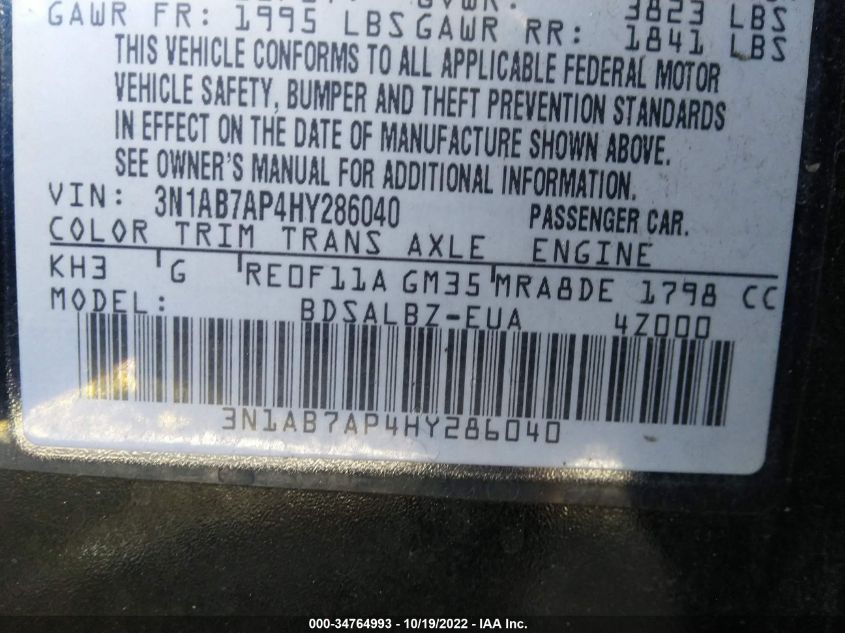 GVWR: 3823 LBS
GAWR FR: 1995 LBS GAWR RR: 1841 LBS
THIS VEHICLE CONFORMS TO ALL APPLICABLE FEDERAL MOTOR
VEHICLE SAFETY, BUMPER AND THEFT PREVENTION STANDARDS
IN EFFECT ON THE DATE OF MANUFACTURE SHOWN ABOVE.
SEE OWNER'S MANUAL FOR ADDITIONAL INFORMATION.
VIN: 3N1AB7AP4HY286040 PASSENGER CAR.
COLOR TRIM TRANS AXLE ENGINE
KH3 G RE0F11A GM35 MRA8DE 1798 CC
MODEL: BDSALBZ-EUA 4Z000
3N1AB7AP4HY286040
000-34764993 - 10/19/2022 - IAA Inc.